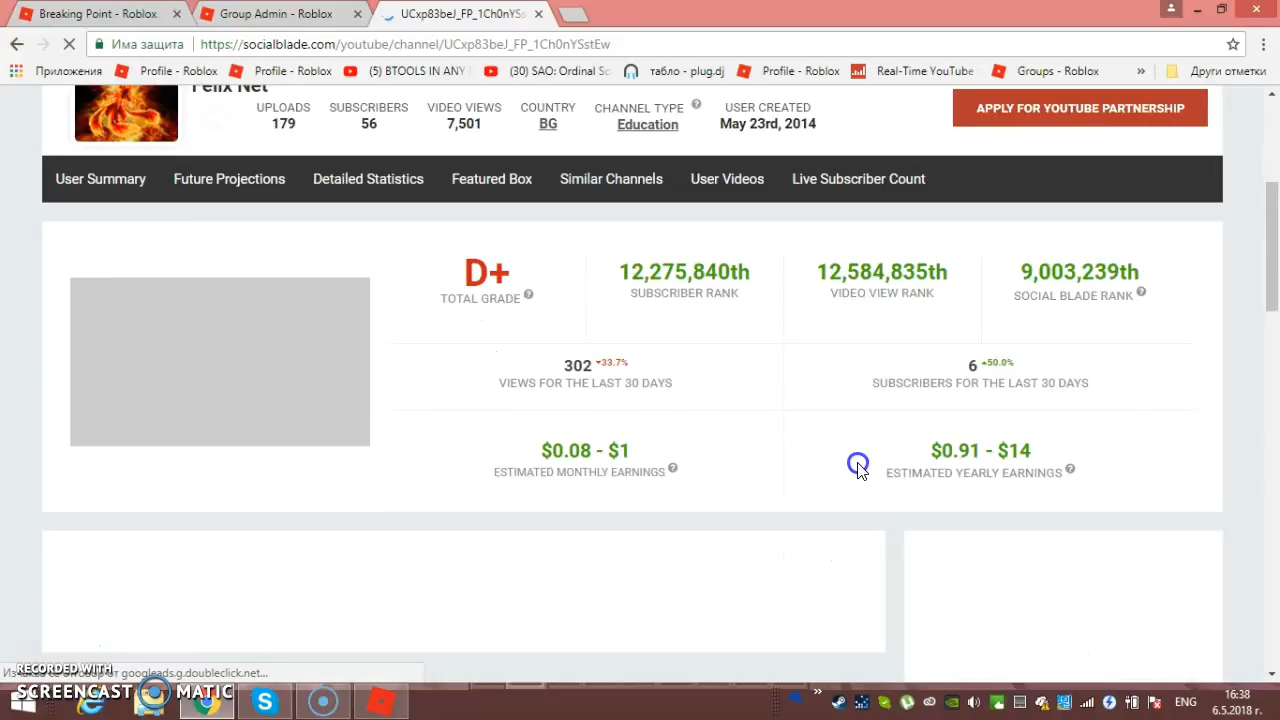 Breaking Point - Roblox
Group Admin - Roblox
UCxp83beJ_FP_1Ch0nYSs
Има защита
https://socialblade.com/youtube/channel/UCxp83beJ_FP_1Ch0nYSstEw
Приложения
Profile - Roblox
Profile - Roblox
(5) BTOOLS IN ANY
(30) SAO: Ordinal Sc
табло - plug.dj
Profile - Roblox
Real-Time YouTube
Groups - Roblox
»
Други отметки
Felix Net
UPLOADS
179
SUBSCRIBERS
56
VIDEO VIEWS
7,501
COUNTRY
BG
CHANNEL TYPE
Education
USER CREATED
May 23rd, 2014
APPLY FOR YOUTUBE PARTNERSHIP
User Summary
Future Projections
Detailed Statistics
Featured Box
Similar Channels
User Videos
Live Subscriber Count
D+
TOTAL GRADE
12,275,840th
SUBSCRIBER RANK
12,584,835th
VIDEO VIEW RANK
9,003,239th
SOCIAL BLADE RANK
302 33.7%
VIEWS FOR THE LAST 30 DAYS
6 50.0%
SUBSCRIBERS FOR THE LAST 30 DAYS
$0.08 - $1
ESTIMATED MONTHLY EARNINGS
$0.91 - $14
ESTIMATED YEARLY EARNINGS
googleads.g.doubleclick.net...
RECORDED WITH
SCREENCAST MATIC
ЕНГ
16:38
6.5.2018 г.